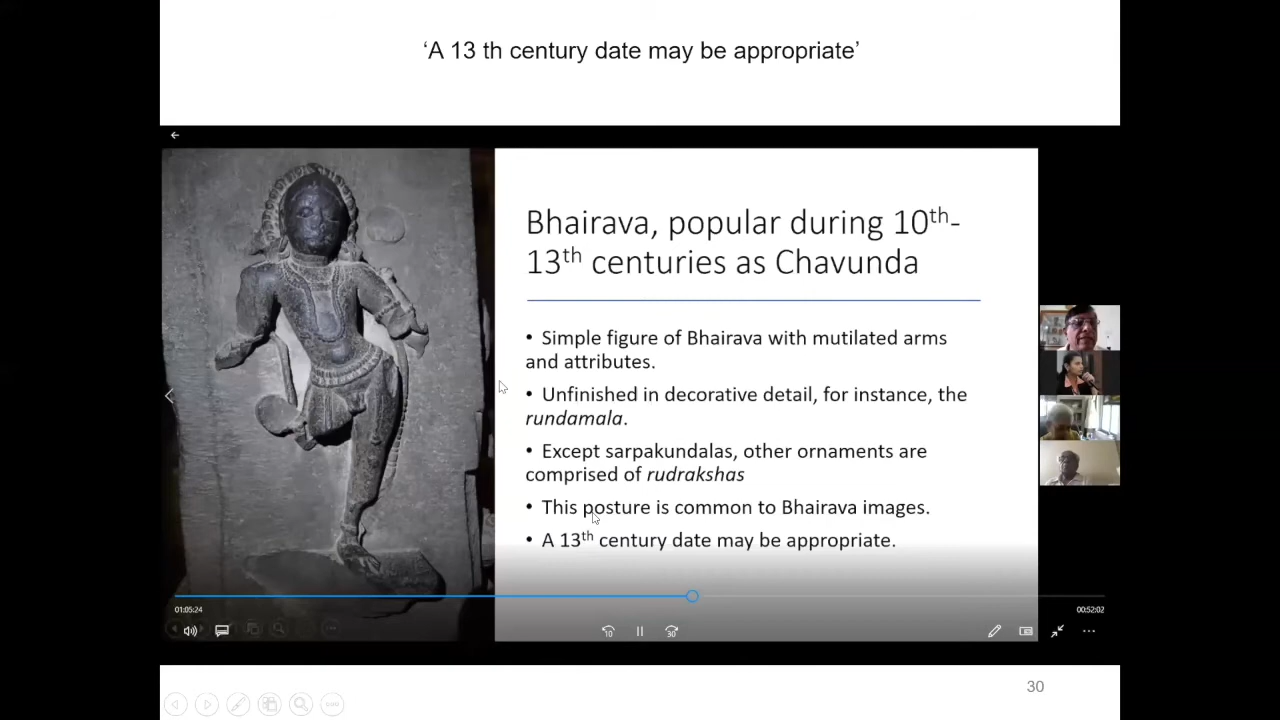 ‘A 13 th century date may be appropriate’
Bhairava, popular during 10th-
13th centuries as Chavunda
• Simple figure of Bhairava with mutilated arms
and attributes.
• Unfinished in decorative detail, for instance, the
rundamala.
• Except sarpakundalas, other ornaments are
comprised of rudrakshas
• This posture is common to Bhairava images.
• A 13th century date may be appropriate.
01:05:24
00:52:02
10
30
30